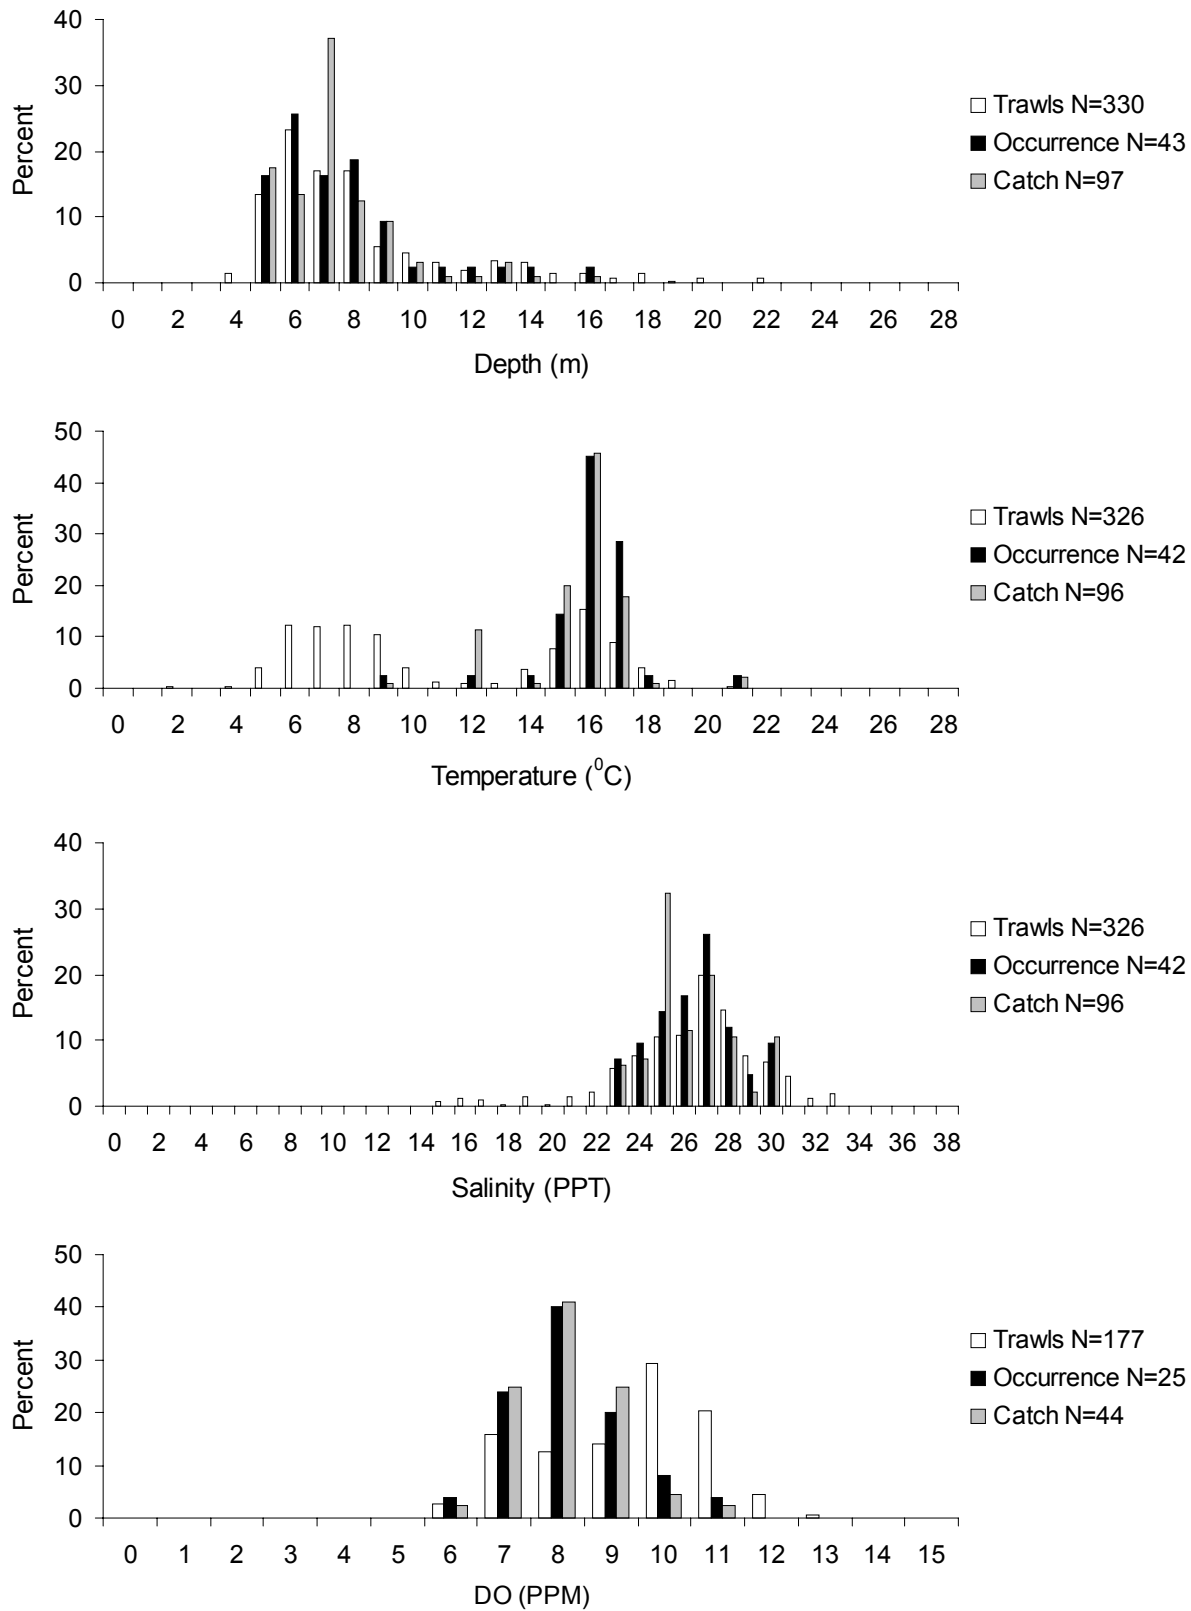 40
30
20
10
0
Percent
0 2 4 6 8 10 12 14 16 18 20 22 24 26 28
Depth (m)
Trawls N=330
Occurrence N=43
Catch N=97
50
40
30
20
10
0
Percent
0 2 4 6 8 10 12 14 16 18 20 22 24 26 28
Temperature (⁰C)
Trawls N=326
Occurrence N=42
Catch N=96
40
30
20
10
0
Percent
0 2 4 6 8 10 12 14 16 18 20 22 24 26 28 30 32 34 36 38
Salinity (PPT)
Trawls N=326
Occurrence N=42
Catch N=96
50
40
30
20
10
0
Percent
0 1 2 3 4 5 6 7 8 9 10 11 12 13 14 15
DO (PPM)
Trawls N=177
Occurrence N=25
Catch N=44